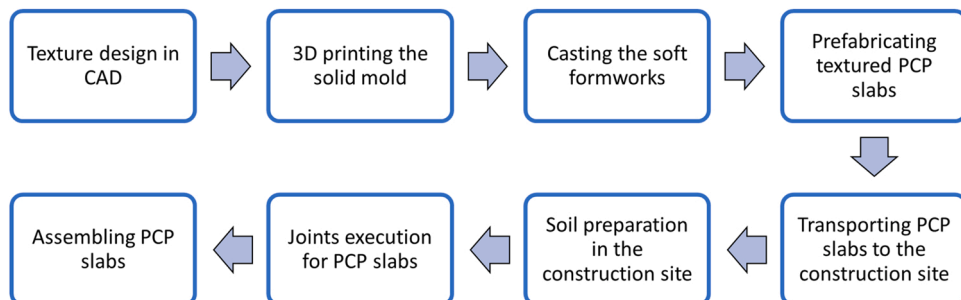 Texture design in
CAD
3D printing the
solid mold
Casting the soft
formworks
Prefabricating
textured PCP
slabs
Transporting PCP
slabs to the
construction site
Soil preparation
in the
construction site
Joints execution
for PCP slabs
Assembling PCP
slabs